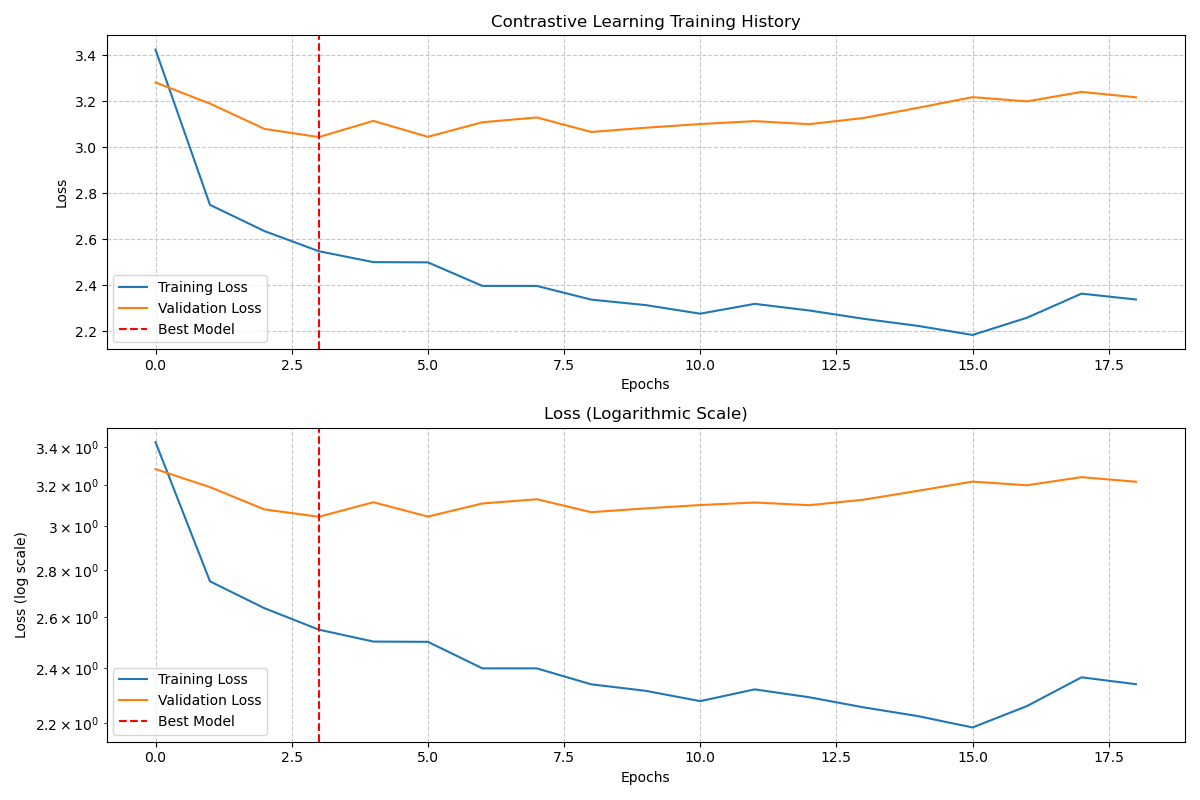 Contrastive Learning Training History
Loss
3.4
3.2
3.0
2.8
2.6
2.4
2.2
Training Loss
Validation Loss
Best Model
0.0 2.5 5.0 7.5 10.0 12.5 15.0 17.5
Epochs
Loss (Logarithmic Scale)
Loss (log scale)
3.4 × 10⁰
3.2 × 10⁰
3 × 10⁰
2.8 × 10⁰
2.6 × 10⁰
2.4 × 10⁰
2.2 × 10⁰
Training Loss
Validation Loss
Best Model
0.0 2.5 5.0 7.5 10.0 12.5 15.0 17.5
Epochs